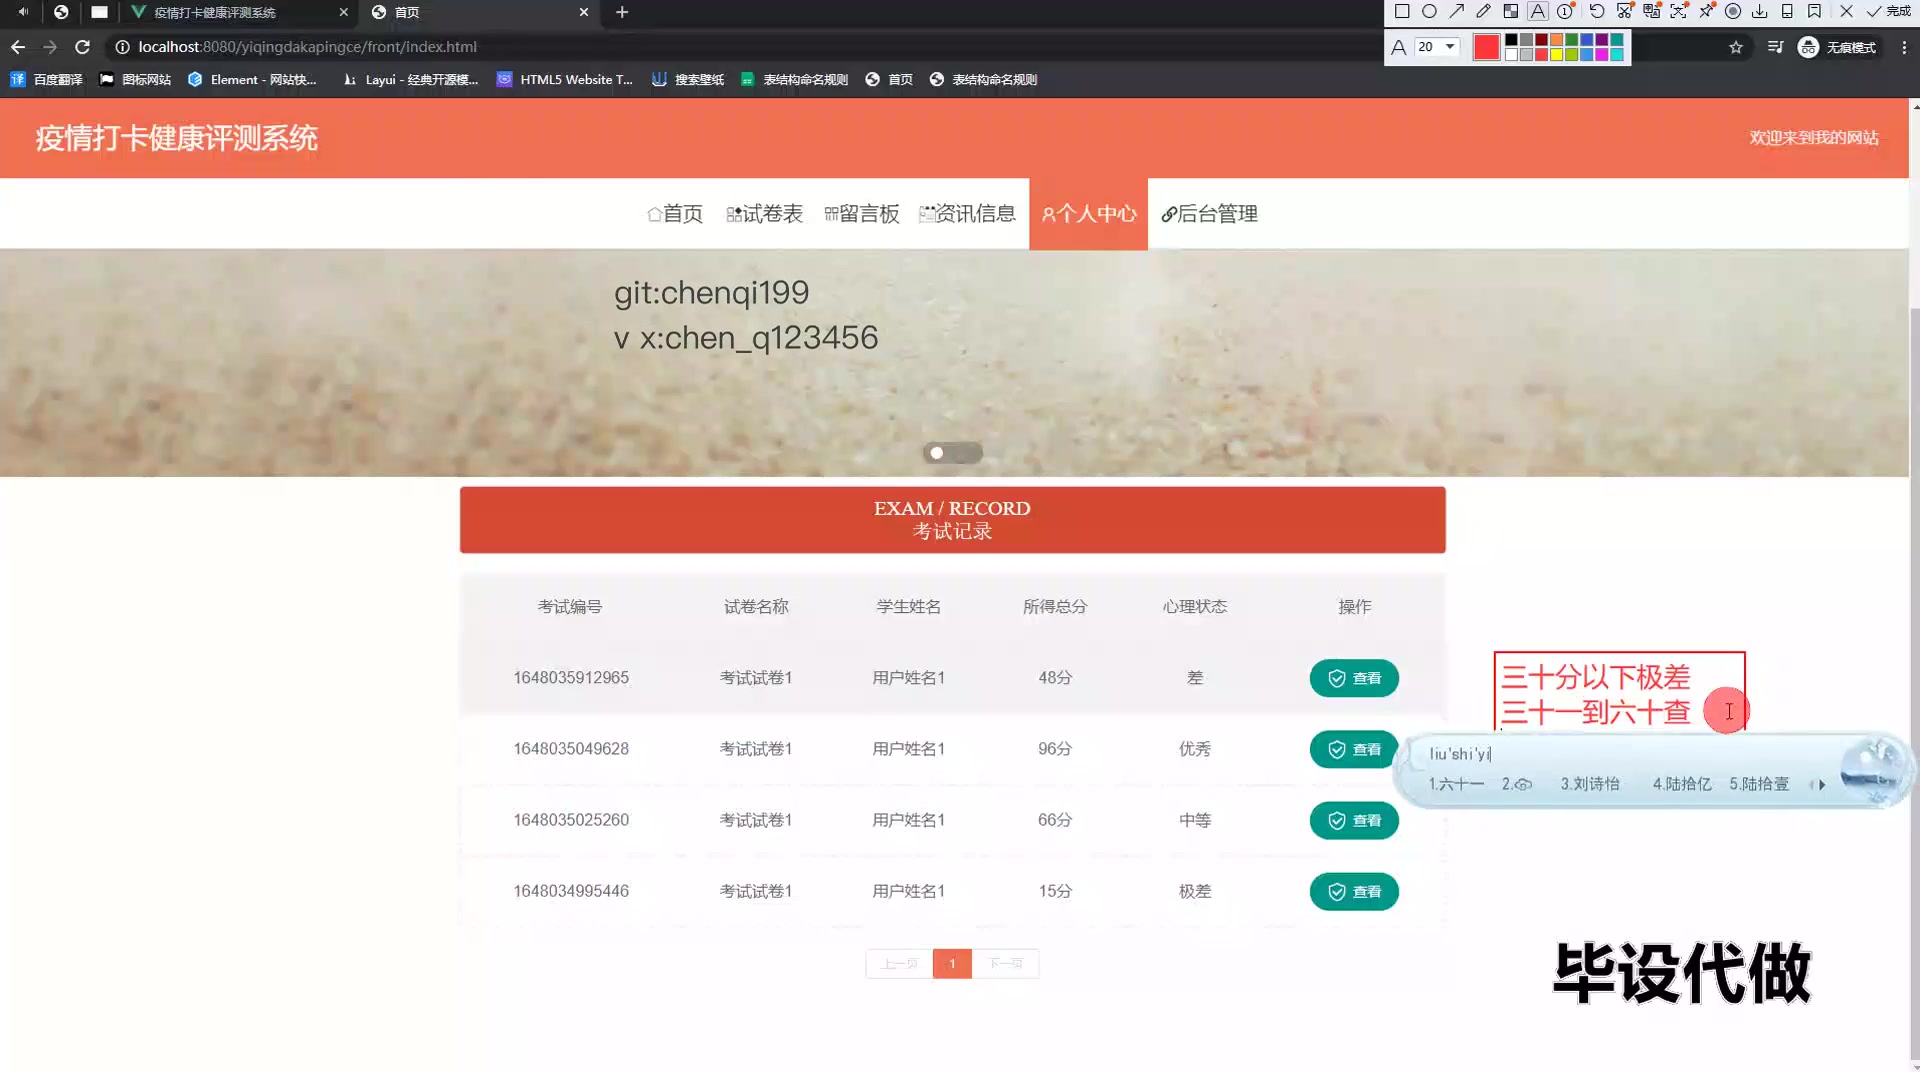 疫情打卡健康评测系统
首页
完成
localhost:8080/yiqingdakapingce/front/index.html
A
20
无痕模式
百度翻译
图标网站
Element - 网站快...
Layui - 经典开源模...
HTML5 Website T...
搜索壁纸
表结构命名规则
首页
表结构命名规则
疫情打卡健康评测系统
欢迎来到我的网站
首页
试卷表
留言板
资讯信息
个人中心
后台管理
git:chenqi199
v x:chen_q123456
EXAM / RECORD
考试记录
考试编号 试卷名称 学生姓名 所得总分 心理状态 操作
1648035912965 考试试卷1 用户姓名1 48分 差 查看
1648035049628 考试试卷1 用户姓名1 96分 优秀 查看
1648035025260 考试试卷1 用户姓名1 66分 中等 查看
1648034995446 考试试卷1 用户姓名1 15分 极差 查看
三十分以下极差
三十一到六十查
liu'shi'yi
1.六十一 2. 3.刘诗怡 4.陆拾亿 5.陆拾壹
上一页 1 下一页
毕设代做